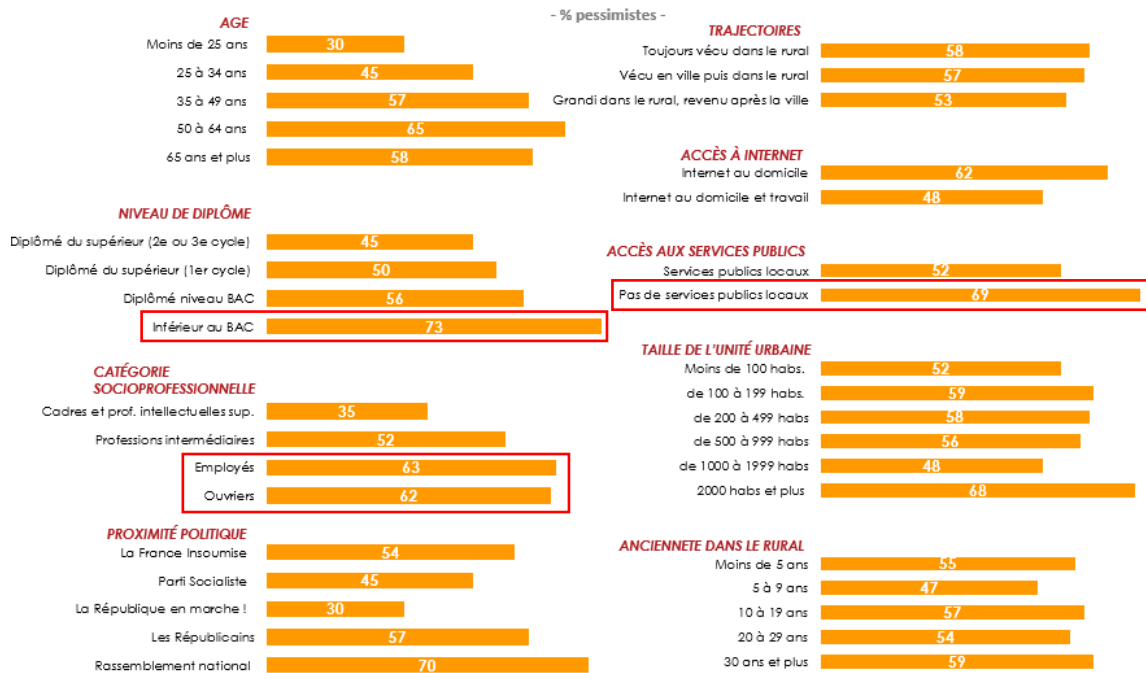 - % pessimistes -
AGE
Moins de 25 ans 30
25 à 34 ans 45
35 à 49 ans 57
50 à 64 ans 65
65 ans et plus 58
NIVEAU DE DIPLÔME
Diplômé du supérieur (2e ou 3e cycle) 45
Diplômé du supérieur (1er cycle) 50
Diplômé niveau BAC 56
Inférieur au BAC 73
CATÉGORIE
SOCIOPROFESSIONNELLE
Cadres et prof. intellectuelles sup. 35
Professions intermédiaires 52
Employés 63
Ouvriers 62
PROXIMITÉ POLITIQUE
La France Insoumise 54
Parti Socialiste 45
La République en marche ! 30
Les Républicains 57
Rassemblement national 70
TRAJECTOIRES
Toujours vécu dans le rural 58
Vécu en ville puis dans le rural 57
Grandi dans le rural, revenu après la ville 53
ACCÈS À INTERNET
Internet au domicile 62
Internet au domicile et travail 48
ACCÈS AUX SERVICES PUBLICS
Services publics locaux 52
Pas de services publics locaux 69
TAILLE DE L'UNITÉ URBAINE
Moins de 100 habs. 52
de 100 à 199 habs. 59
de 200 à 499 habs 58
de 500 à 999 habs 56
de 1000 à 1999 habs 48
2000 habs et plus 68
ANCIENNETE DANS LE RURAL
Moins de 5 ans 55
5 à 9 ans 47
10 à 19 ans 57
20 à 29 ans 54
30 ans et plus 59